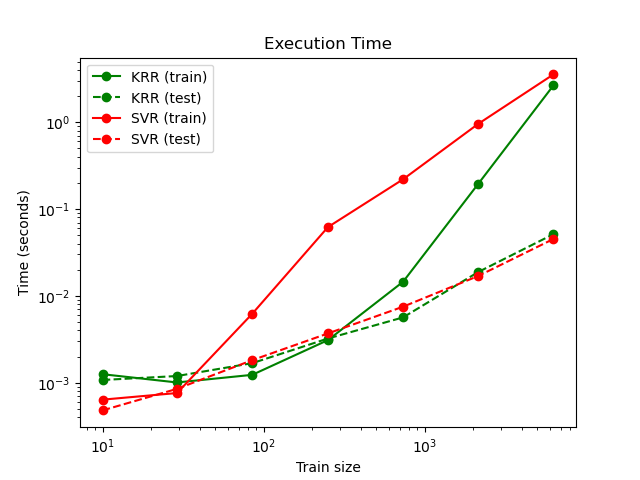 Execution Time
KRR (train)
KRR (test)
SVR (train)
SVR (test)
Time (seconds)
10⁰
10⁻¹
10⁻²
10⁻³
10¹
10²
10³
Train size